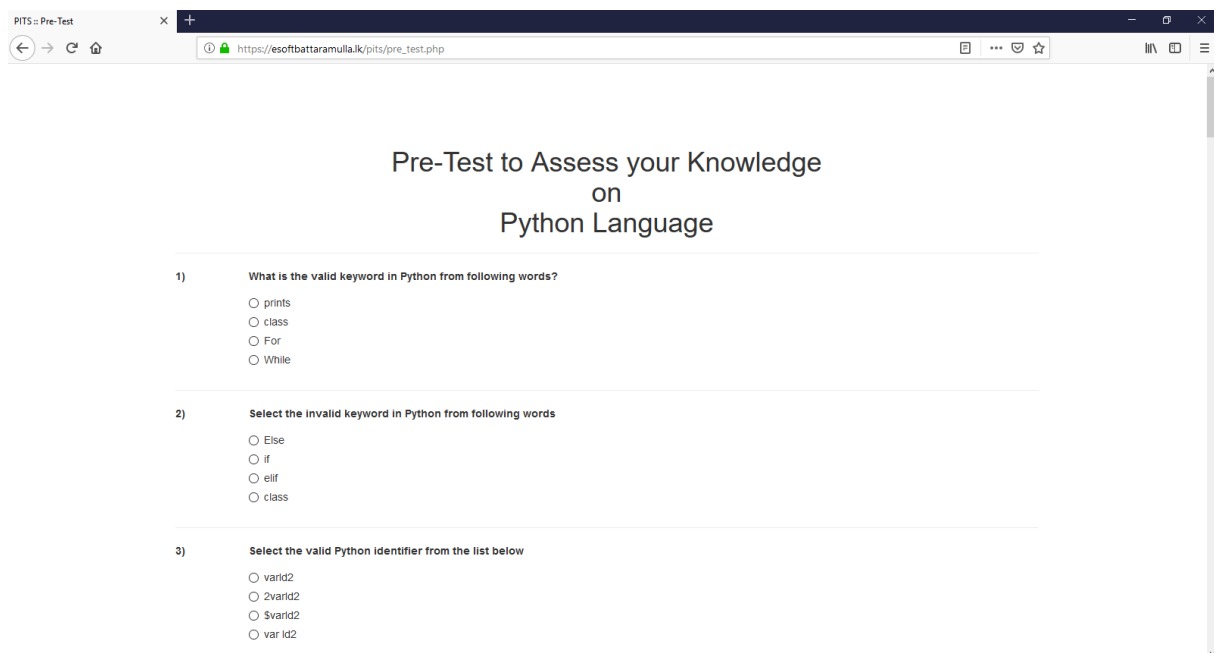 PITS :: Pre-Test
https://esoftbattaramulla.lk/pits/pre_test.php
Pre-Test to Assess your Knowledge
on
Python Language
1) What is the valid keyword in Python from following words?
prints
class
For
While
2) Select the invalid keyword in Python from following words
Else
if
elif
class
3) Select the valid Python identifier from the list below
varId2
2varId2
$varId2
var Id2